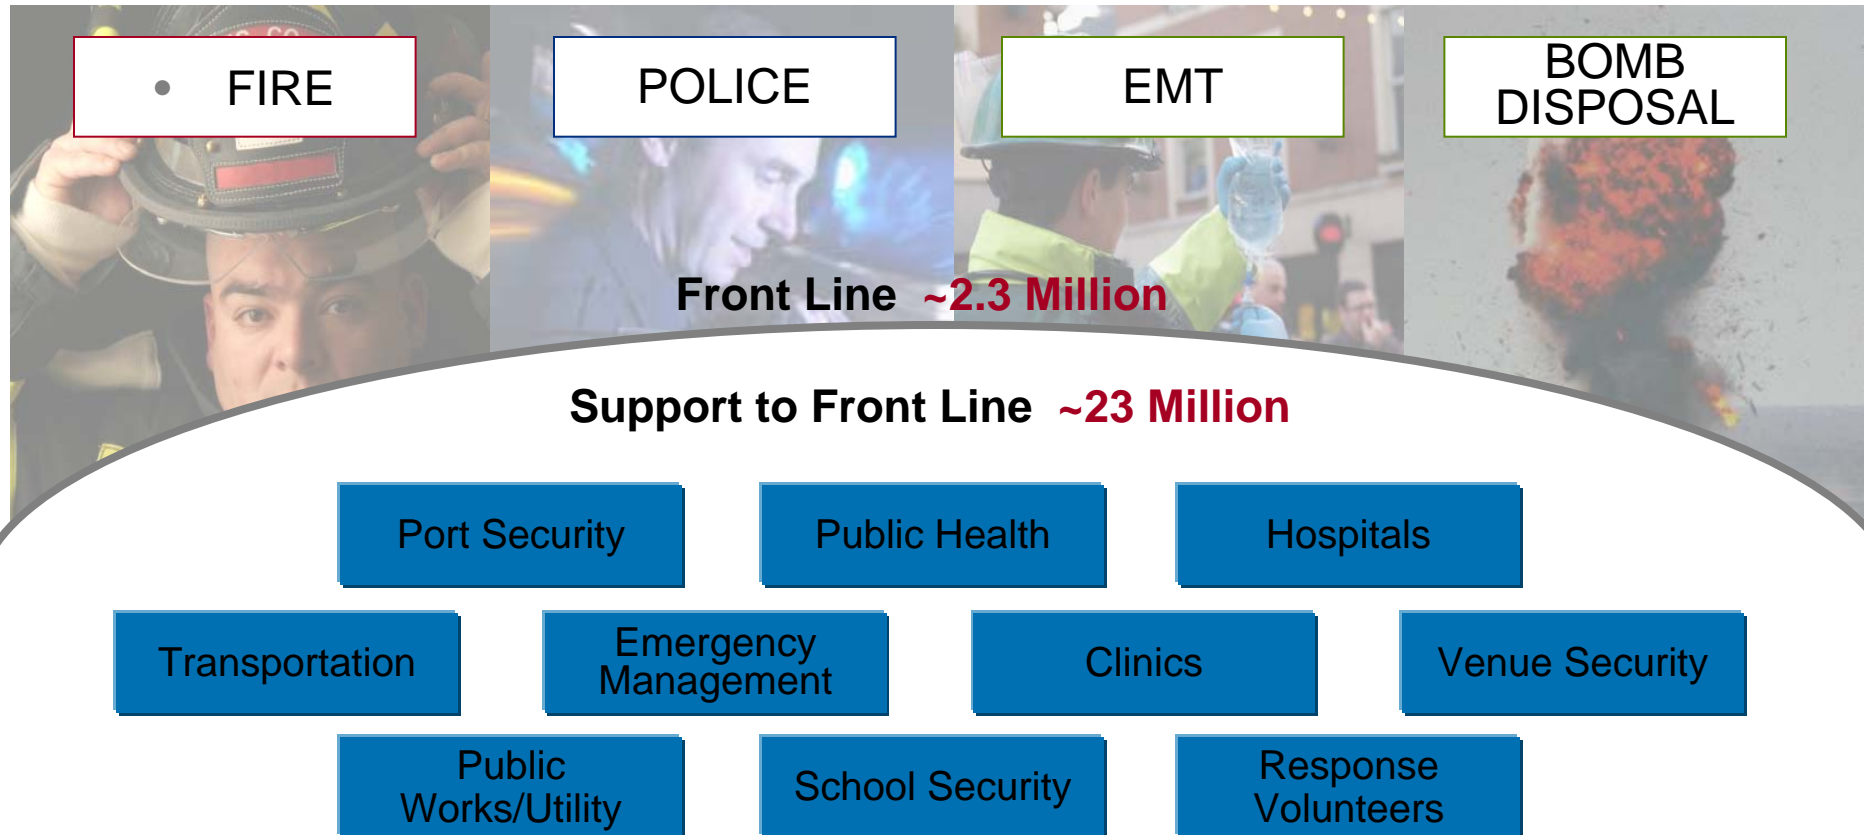 • FIRE
POLICE
EMT
BOMB
DISPOSAL
Front Line ~2.3 Million
Support to Front Line ~23 Million
Port Security
Public Health
Hospitals
Transportation
Emergency
Management
Clinics
Venue Security
Public
Works/Utility
School Security
Response
Volunteers